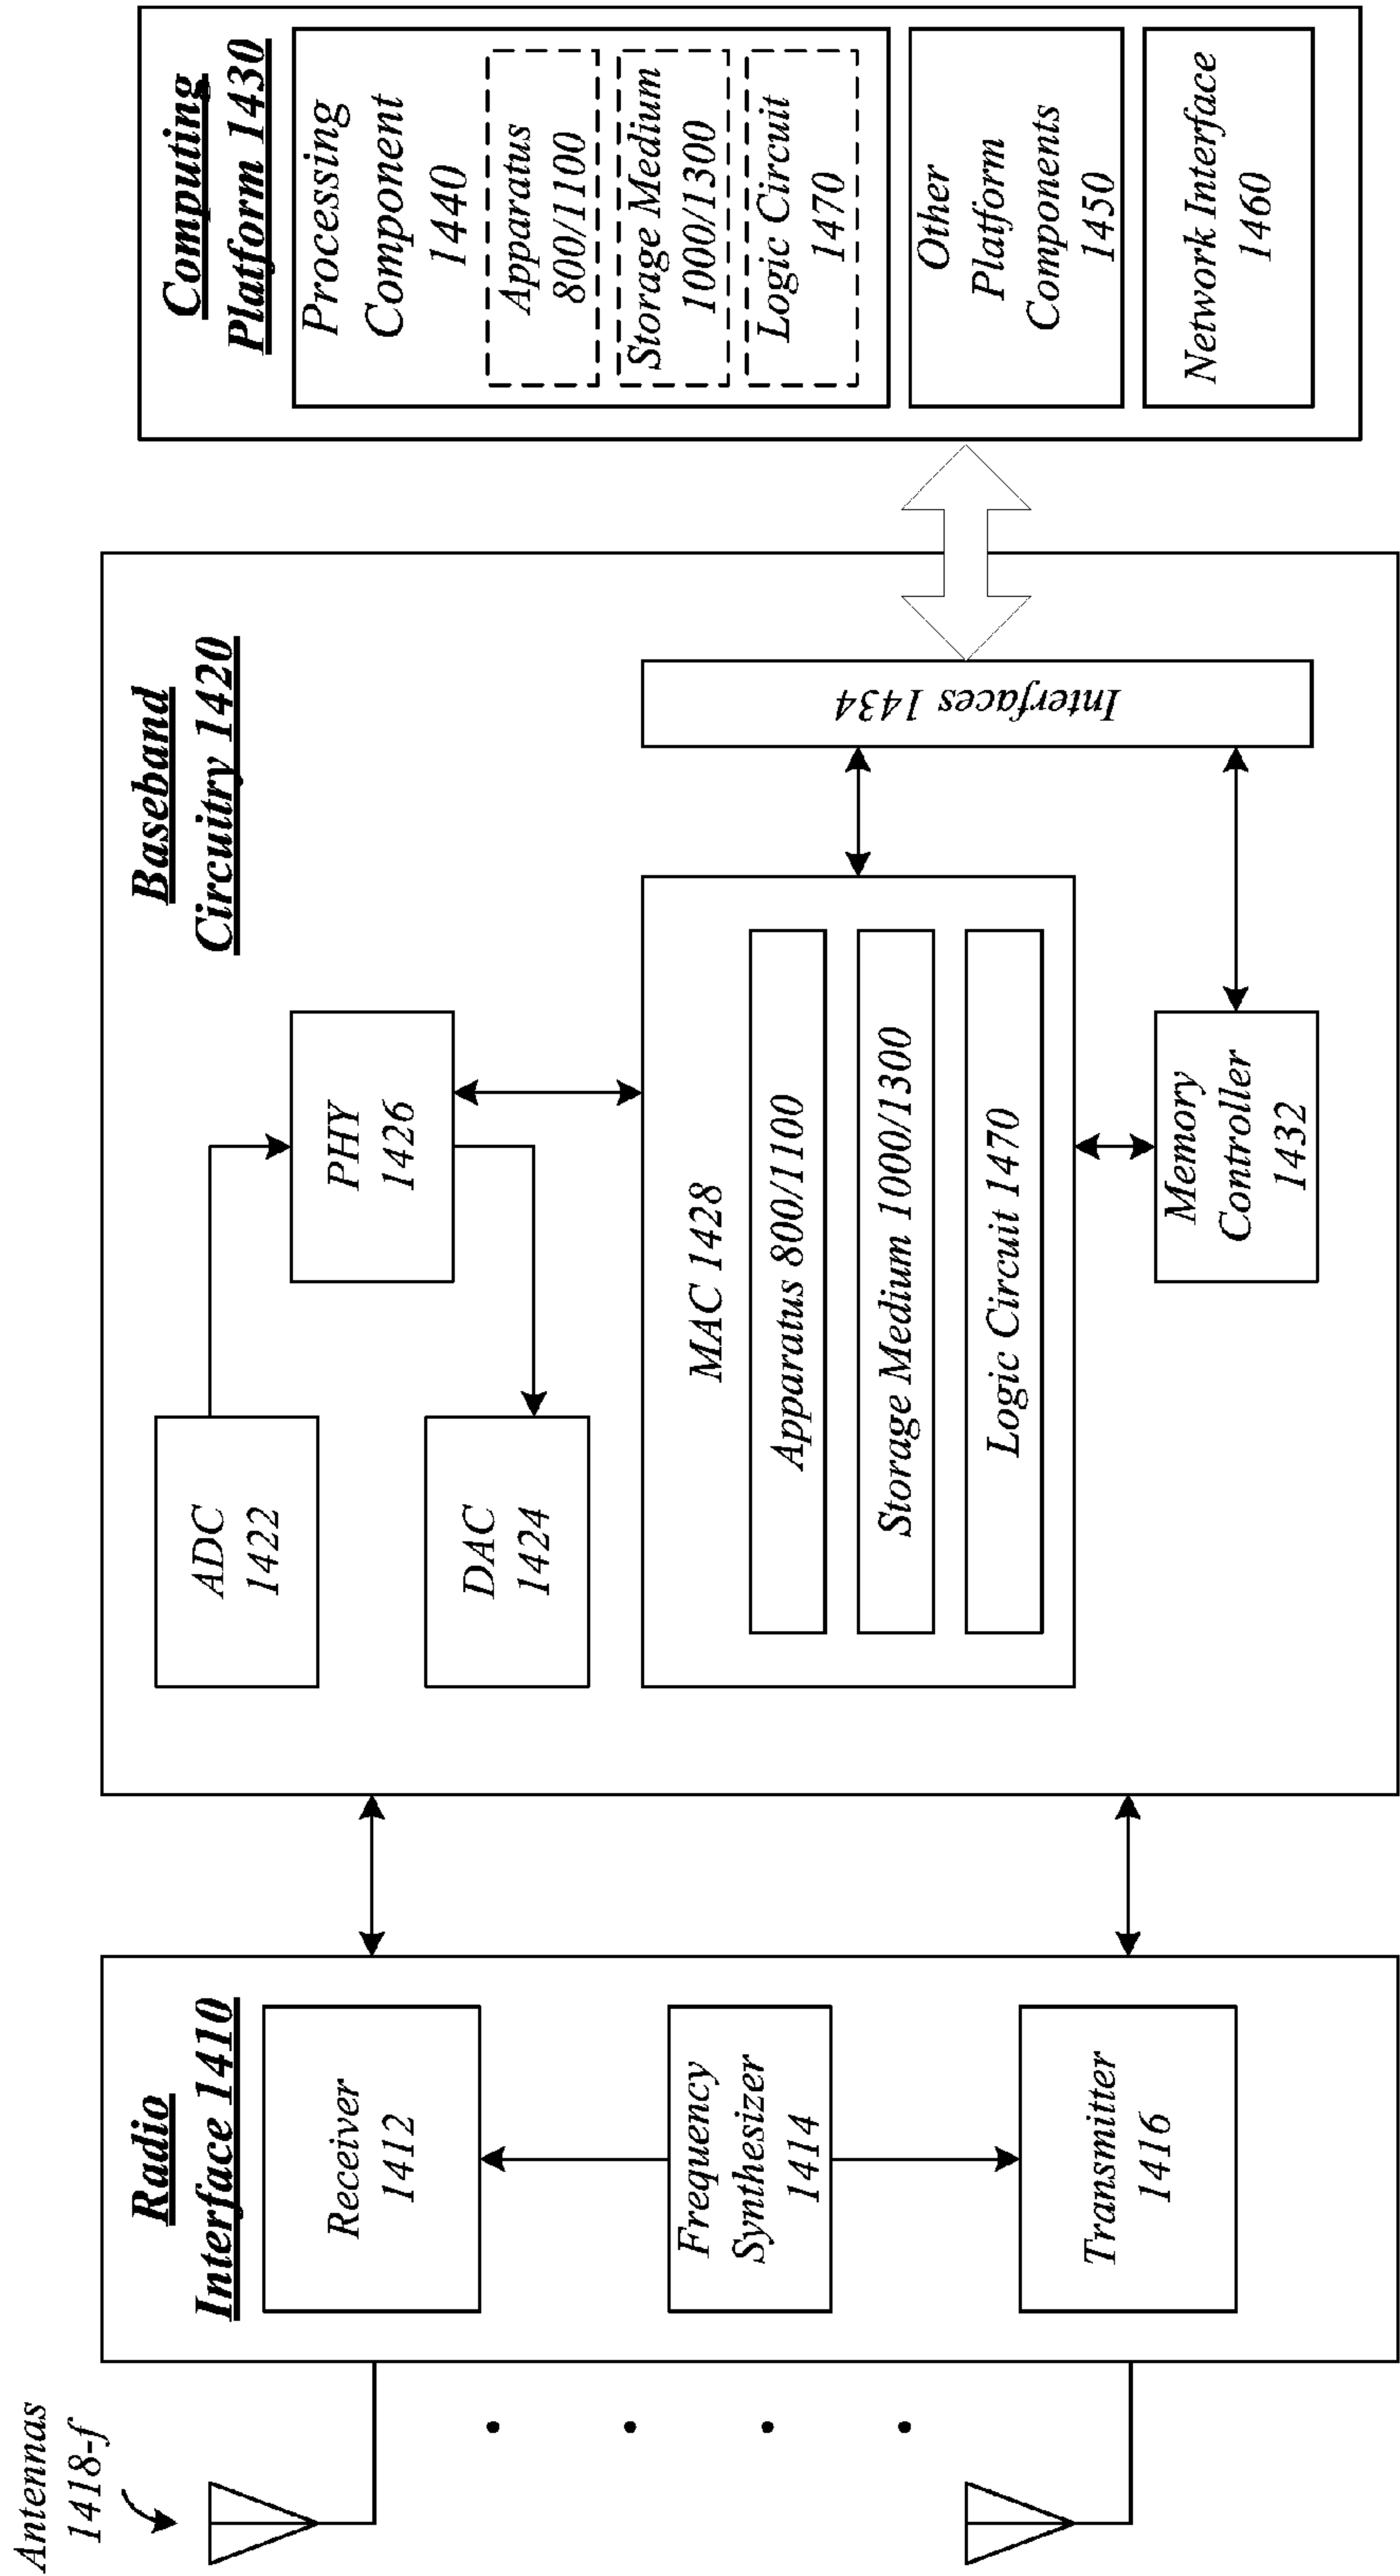 Antennas
1418-f
Radio
Interface 1410
Receiver
1412
Frequency
Synthesizer
1414
Transmitter
1416
Baseband
Circuitry 1420
ADC
1422
DAC
1424
PHY
1426
MAC 1428
Apparatus 800/1100
Storage Medium 1000/1300
Logic Circuit 1470
Memory
Controller
1432
Interfaces 1434
Computing
Platform 1430
Processing
Component
1440
Apparatus
800/1100
Storage Medium
1000/1300
Logic Circuit
1470
Other
Platform
Components
1450
Network Interface
1460